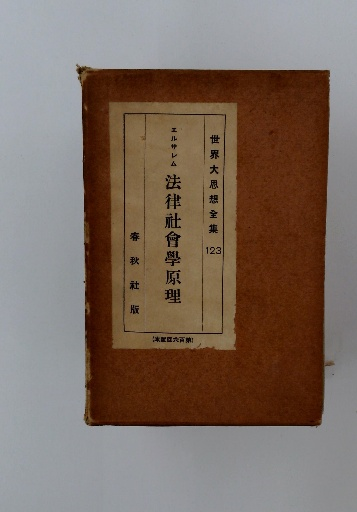 世界大思想全集 123
エルサレム
法律社會學原理
春秋社版